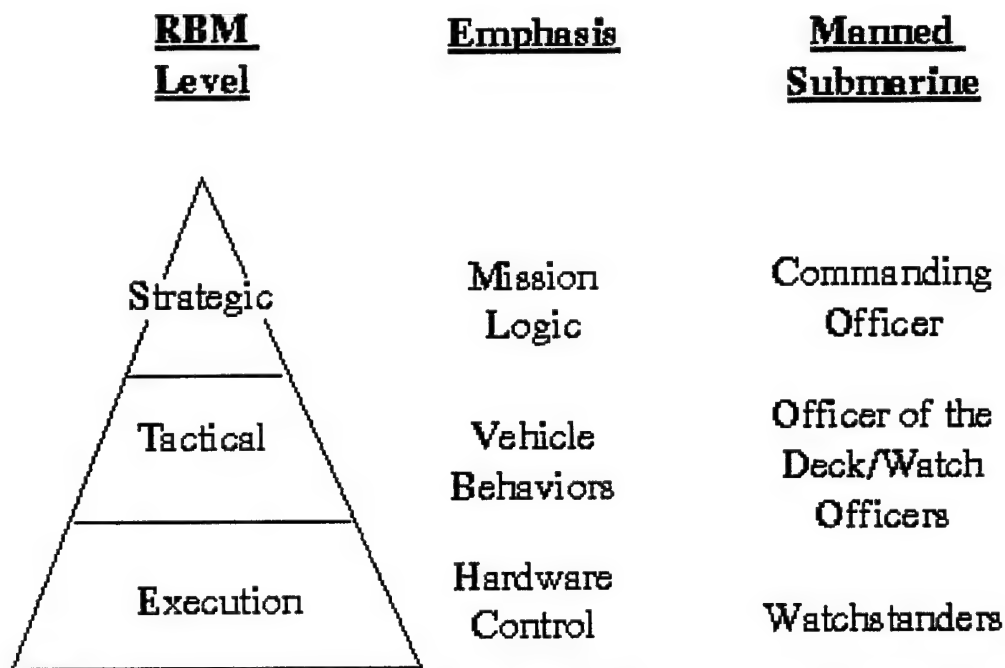 RBM Level
Emphasis
Manned Submarine
Strategic
Mission Logic
Commanding Officer
Tactical
Vehicle Behaviors
Officer of the Deck/Watch Officers
Execution
Hardware Control
Watchstanders